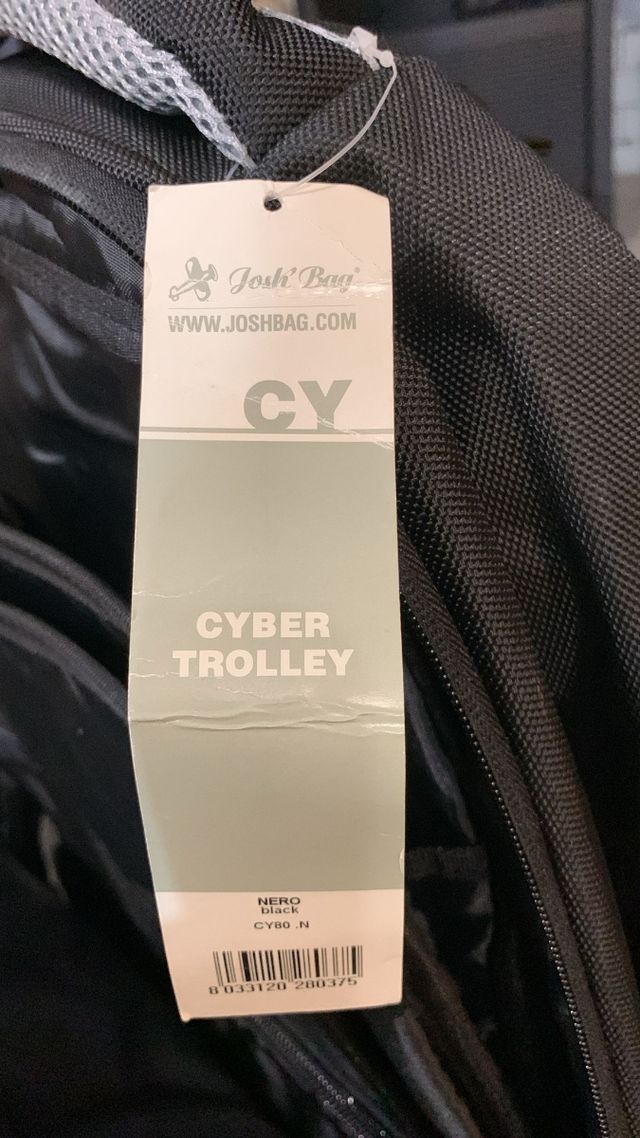 Josh' Bag®
WWW.JOSHBAG.COM
CY
CYBER
TROLLEY
NERO
black
CY80 .N
8 033120 280375